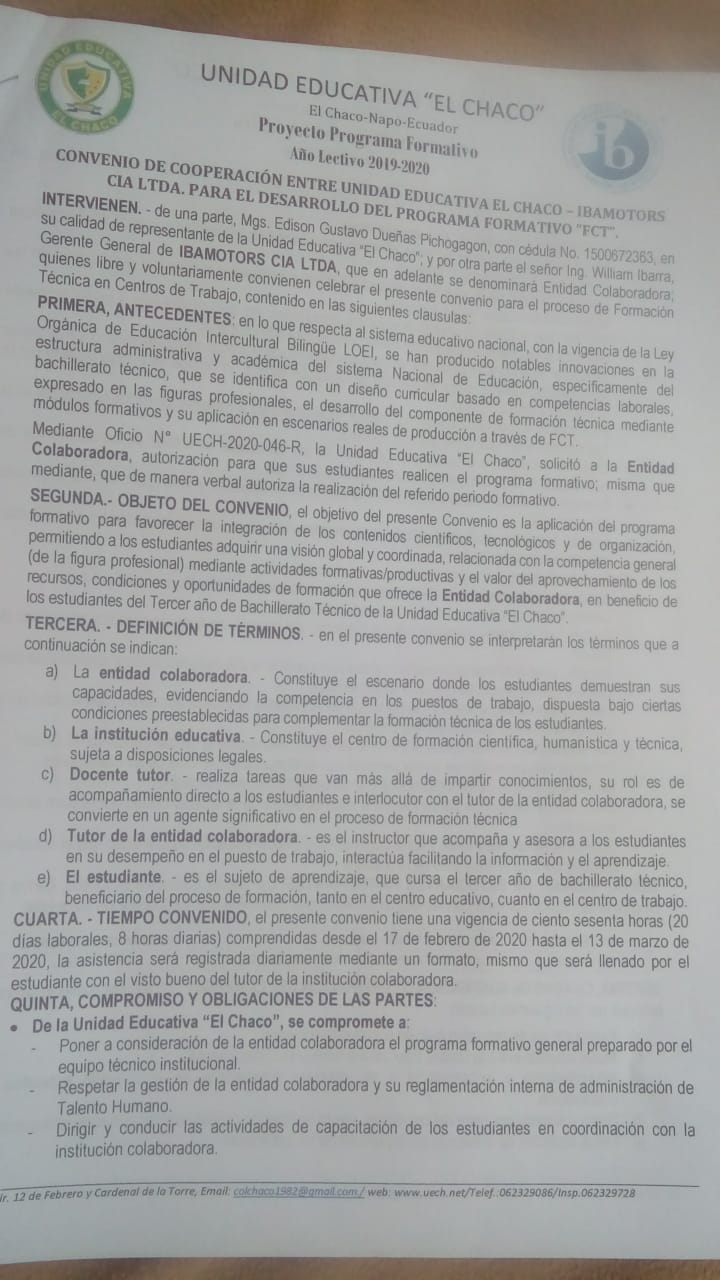 UNIDAD EDUCATIVA
EL CHACO
ib
UNIDAD EDUCATIVA "EL CHACO"
El Chaco-Napo-Ecuador
Proyecto Programa Formativo
Año Lectivo 2019-2020
CONVENIO DE COOPERACIÓN ENTRE UNIDAD EDUCATIVA EL CHACO – IBAMOTORS
CIA LTDA. PARA EL DESARROLLO DEL PROGRAMA FORMATIVO "FCT".
INTERVIENEN. - de una parte, Mgs. Edison Gustavo Dueñas Pichogagon, con cédula No. 1500672363, en
su calidad de representante de la Unidad Educativa "El Chaco"; y por otra parte el señor Ing. William Ibarra,
Gerente General de IBAMOTORS CIA LTDA, que en adelante se denominará Entidad Colaboradora;
quienes libre y voluntariamente convienen celebrar el presente convenio para el proceso de Formación
Técnica en Centros de Trabajo, contenido en las siguientes clausulas:
PRIMERA, ANTECEDENTES: en lo que respecta al sistema educativo nacional, con la vigencia de la Ley
Orgánica de Educación Intercultural Bilingüe LOEI, se han producido notables innovaciones en la
estructura administrativa y académica del sistema Nacional de Educación, específicamente del
bachillerato técnico, que se identifica con un diseño curricular basado en competencias laborales,
expresado en las figuras profesionales, el desarrollo del componente de formación técnica mediante
módulos formativos y su aplicación en escenarios reales de producción a través de FCT.
Mediante Oficio N° UECH-2020-046-R, la Unidad Educativa "El Chaco", solicitó a la Entidad
Colaboradora, autorización para que sus estudiantes realicen el programa formativo; misma que
mediante, que de manera verbal autoriza la realización del referido periodo formativo.
SEGUNDA.- OBJETO DEL CONVENIO, el objetivo del presente Convenio es la aplicación del programa
formativo para favorecer la integración de los contenidos científicos, tecnológicos y de organización,
permitiendo a los estudiantes adquirir una visión global y coordinada, relacionada con la competencia general
(de la figura profesional) mediante actividades formativas/productivas y el valor del aprovechamiento de los
recursos, condiciones y oportunidades de formación que ofrece la Entidad Colaboradora, en beneficio de
los estudiantes del Tercer año de Bachillerato Técnico de la Unidad Educativa "El Chaco".
TERCERA. - DEFINICIÓN DE TÉRMINOS. - en el presente convenio se interpretarán los términos que a
continuación se indican:
a) La entidad colaboradora. - Constituye el escenario donde los estudiantes demuestran sus
capacidades, evidenciando la competencia en los puestos de trabajo, dispuesta bajo ciertas
condiciones preestablecidas para complementar la formación técnica de los estudiantes.
b) La institución educativa. - Constituye el centro de formación científica, humanística y técnica,
sujeta a disposiciones legales.
c) Docente tutor. - realiza tareas que van más allá de impartir conocimientos, su rol es de
acompañamiento directo a los estudiantes e interlocutor con el tutor de la entidad colaboradora, se
convierte en un agente significativo en el proceso de formación técnica
d) Tutor de la entidad colaboradora. - es el instructor que acompaña y asesora a los estudiantes
en su desempeño en el puesto de trabajo, interactúa facilitando la información y el aprendizaje.
e) El estudiante. - es el sujeto de aprendizaje, que cursa el tercer año de bachillerato técnico,
beneficiario del proceso de formación, tanto en el centro educativo, cuanto en el centro de trabajo.
CUARTA. - TIEMPO CONVENIDO, el presente convenio tiene una vigencia de ciento sesenta horas (20
días laborales, 8 horas diarias) comprendidas desde el 17 de febrero de 2020 hasta el 13 de marzo de
2020, la asistencia será registrada diariamente mediante un formato, mismo que será llenado por el
estudiante con el visto bueno del tutor de la institución colaboradora.
QUINTA, COMPROMISO Y OBLIGACIONES DE LAS PARTES:
• De la Unidad Educativa "El Chaco", se compromete a:
- Poner a consideración de la entidad colaboradora el programa formativo general preparado por el
equipo técnico institucional.
- Respetar la gestión de la entidad colaboradora y su reglamentación interna de administración de
Talento Humano.
- Dirigir y conducir las actividades de capacitación de los estudiantes en coordinación con la
institución colaboradora.
ir. 12 de Febrero y Cardenal de la Torre, Email: colchaco1982@gmail.com./ web: www.uech.net/Telef.:062329086/Insp.062329728